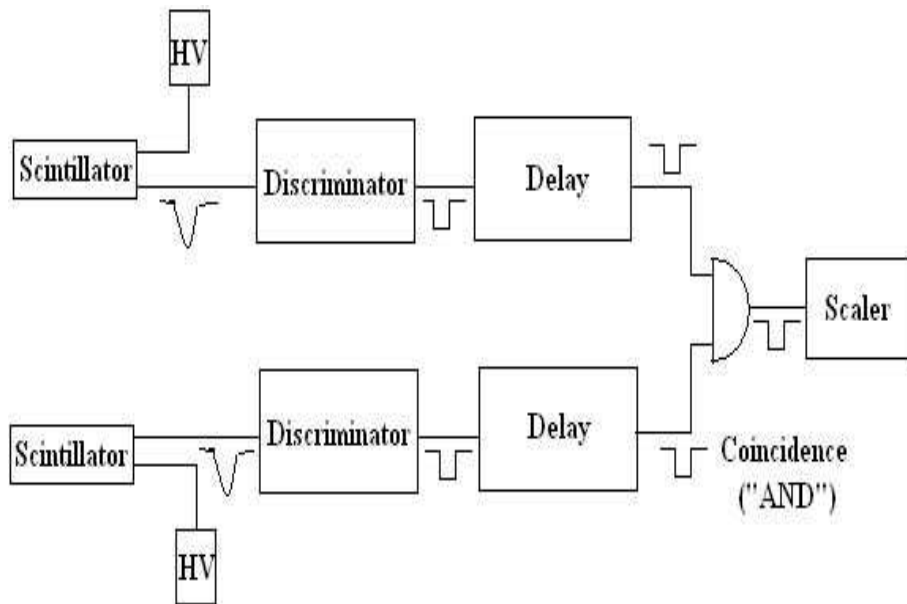 HV
Scintillator
Discriminator
Delay
Scaler
Scintillator
Discriminator
Delay
Coincidence
("AND")
HV